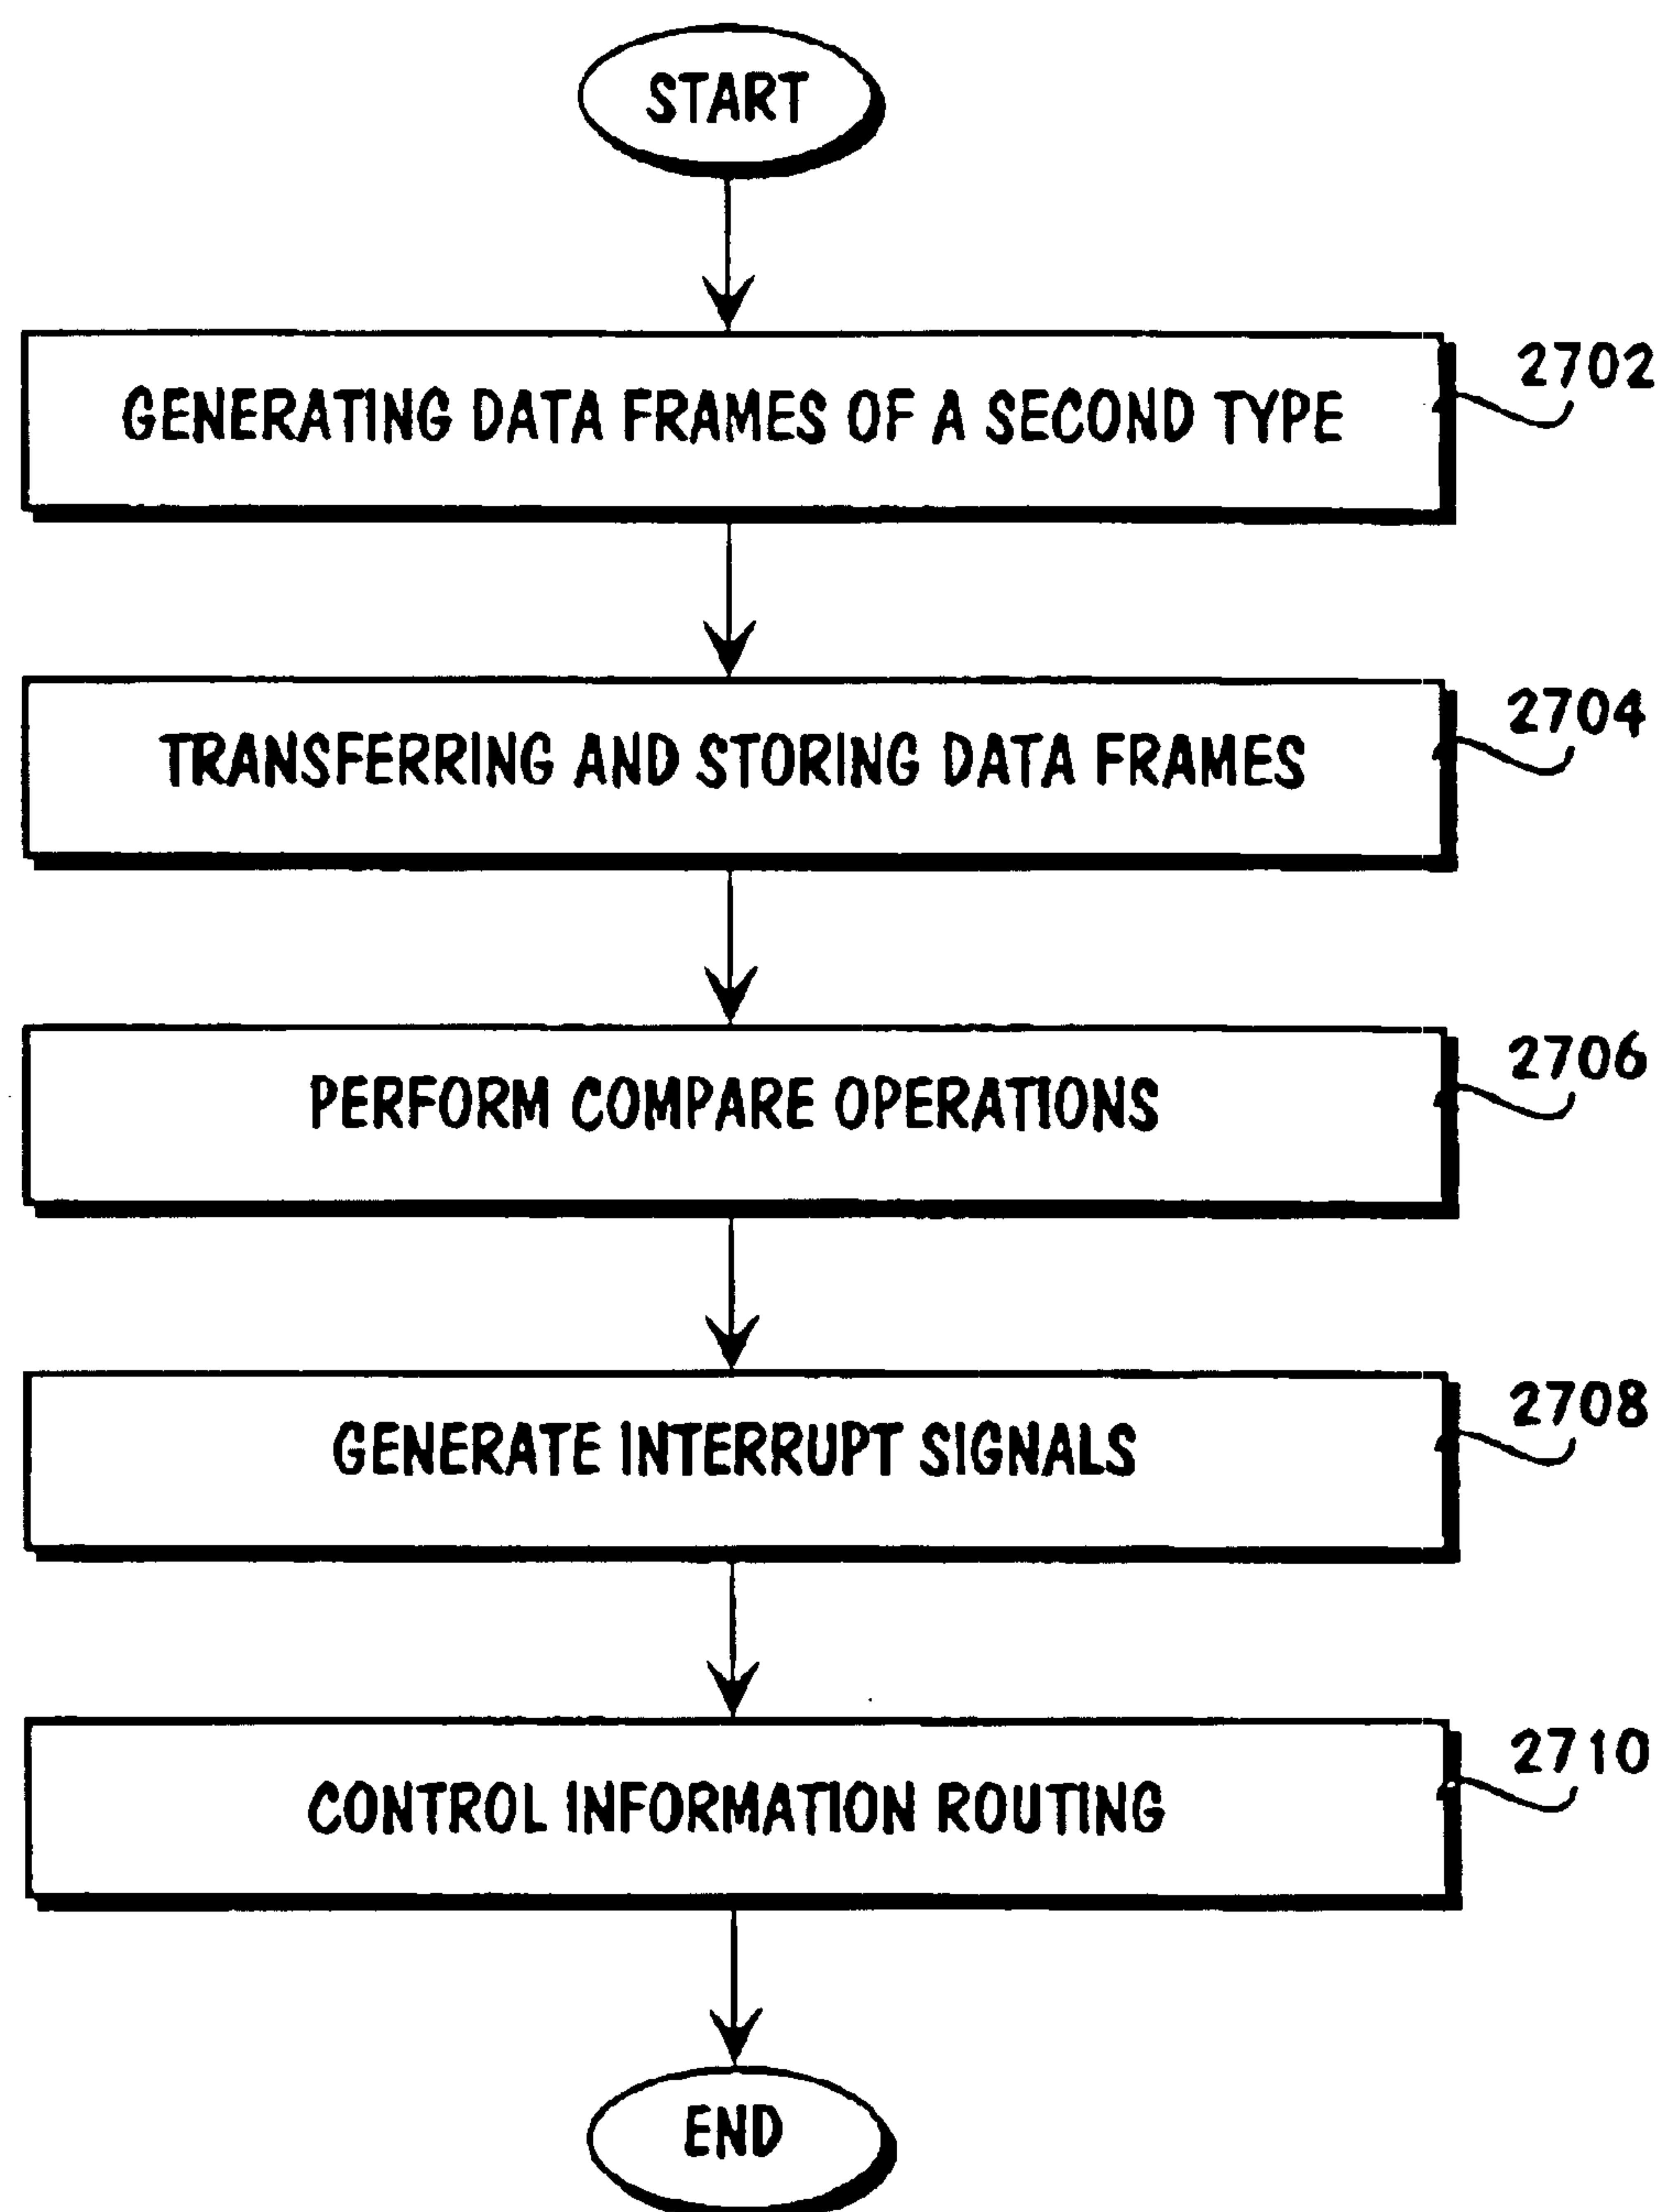 START
GENERATING DATA FRAMES OF A SECOND TYPE
2702
TRANSFERRING AND STORING DATA FRAMES
2704
PERFORM COMPARE OPERATIONS
2706
GENERATE INTERRUPT SIGNALS
2708
CONTROL INFORMATION ROUTING
2710
END